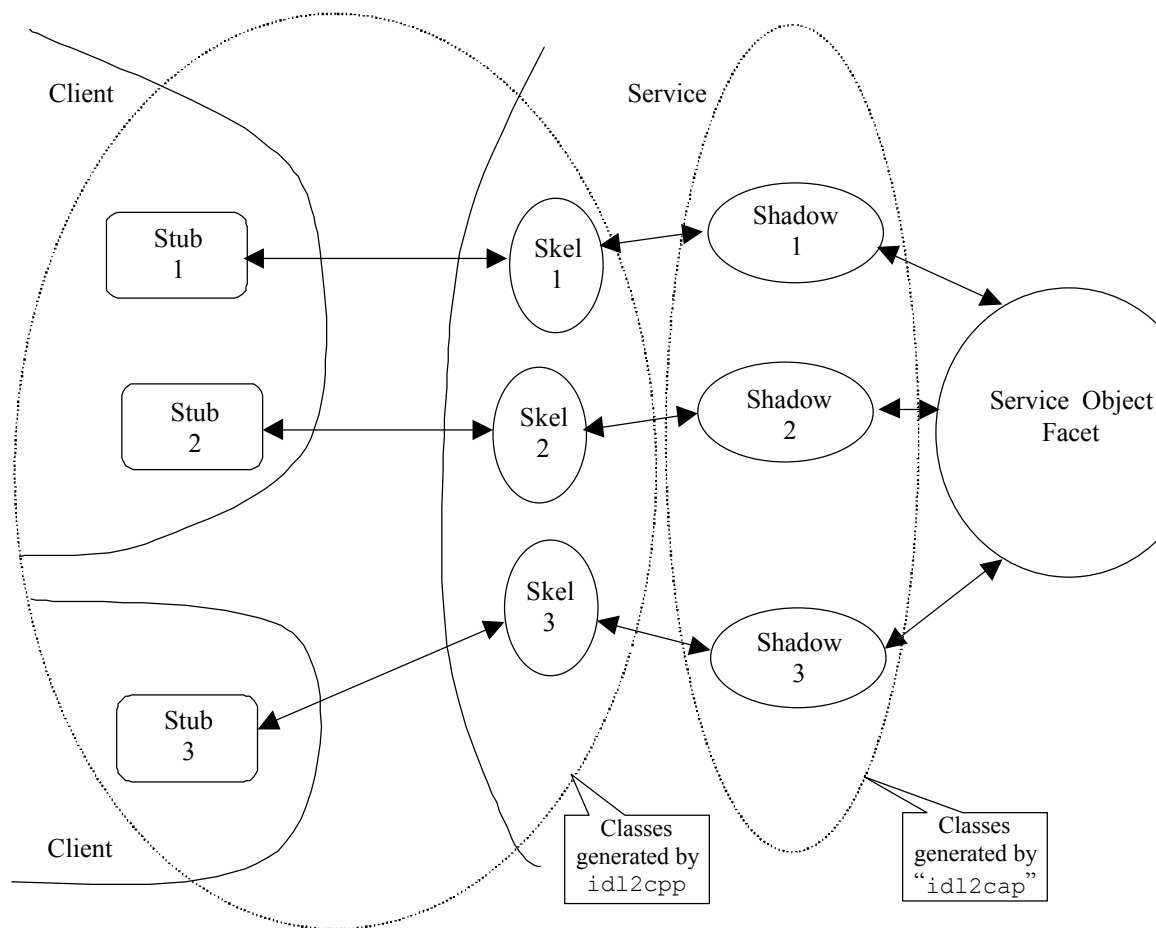 Client
Service
Stub
1
Skel
1
Shadow
1
Stub
2
Skel
2
Shadow
2
Service Object
Facet
Skel
3
Shadow
3
Stub
3
Client
Classes
generated by
idl2cpp
Classes
generated by
“idl2cap”